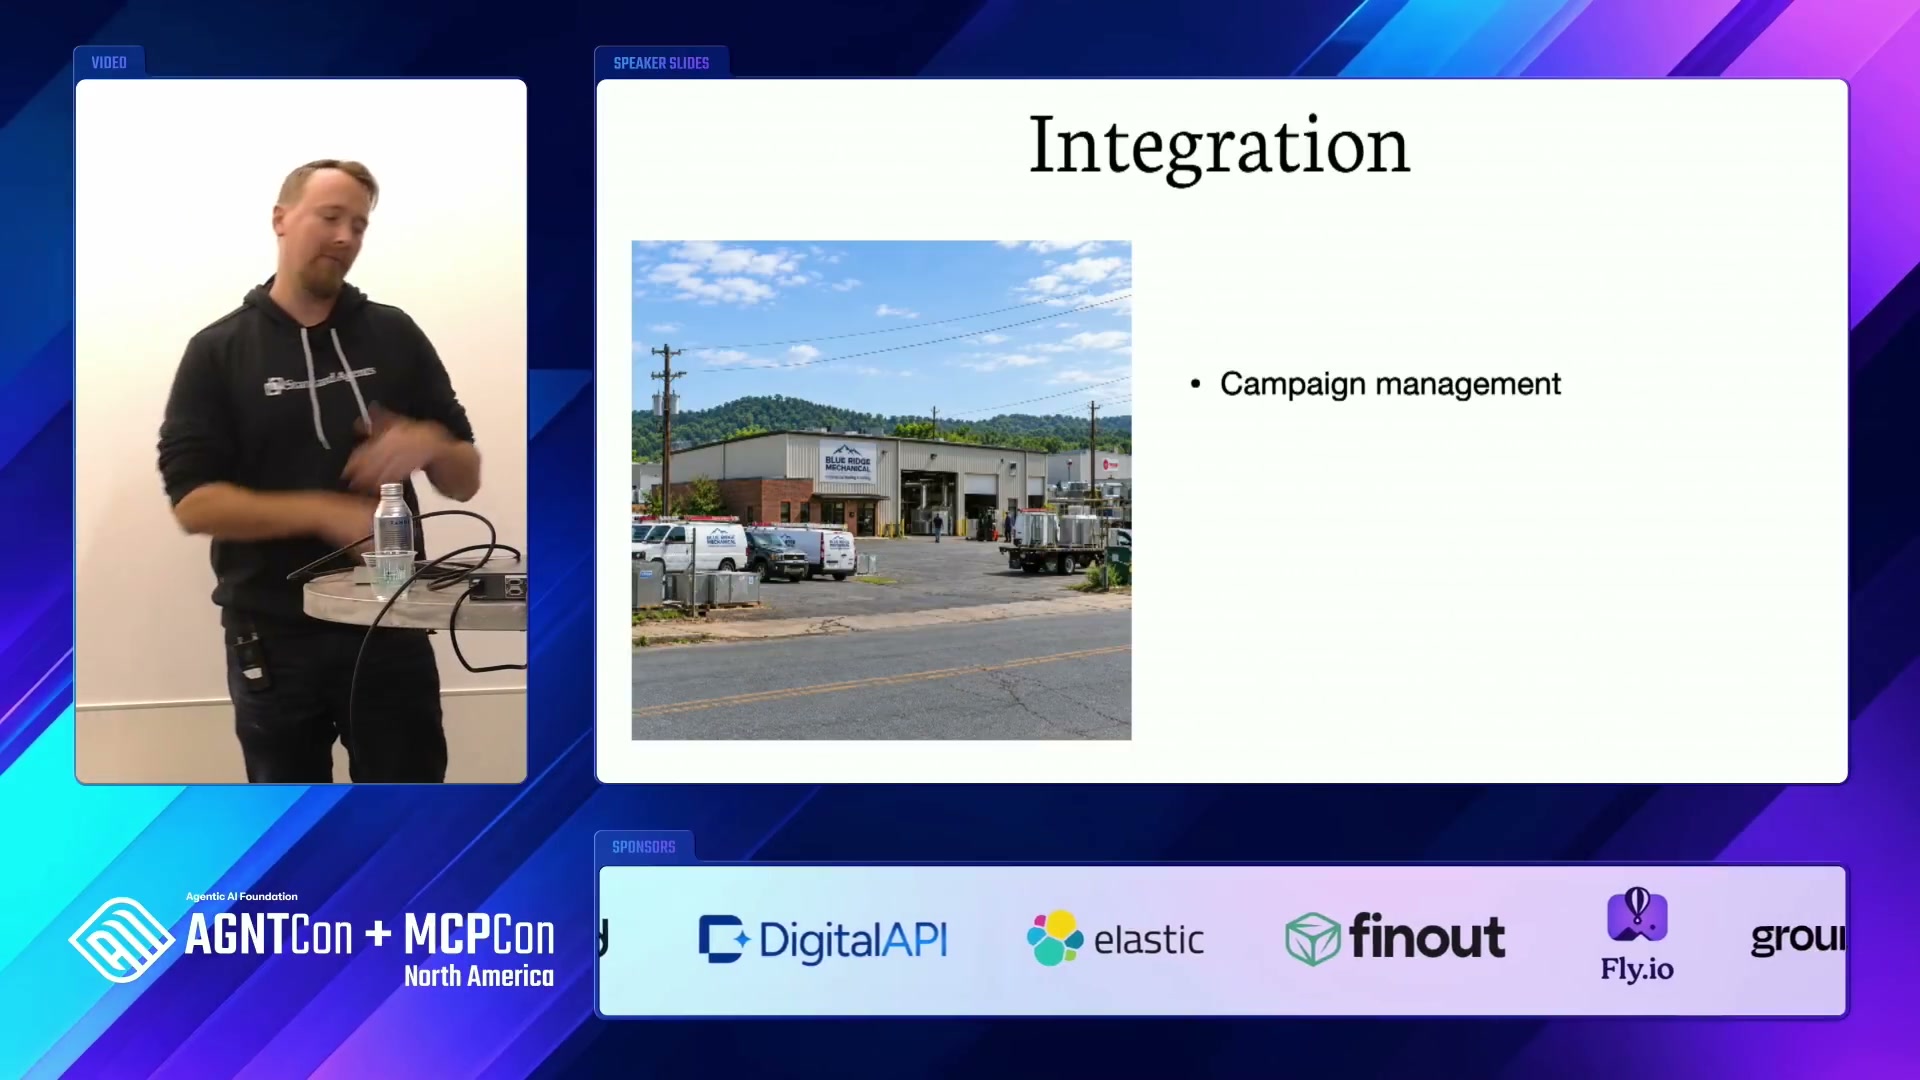 VIDEO
SPEAKER SLIDES
Integration
BLUE RIDGE
MECHANICAL
• Campaign management
SPONSORS
DigitalAPI
elastic
finout
Fly.io
Agentic AI Foundation
AGNTCon + MCPCon
North America